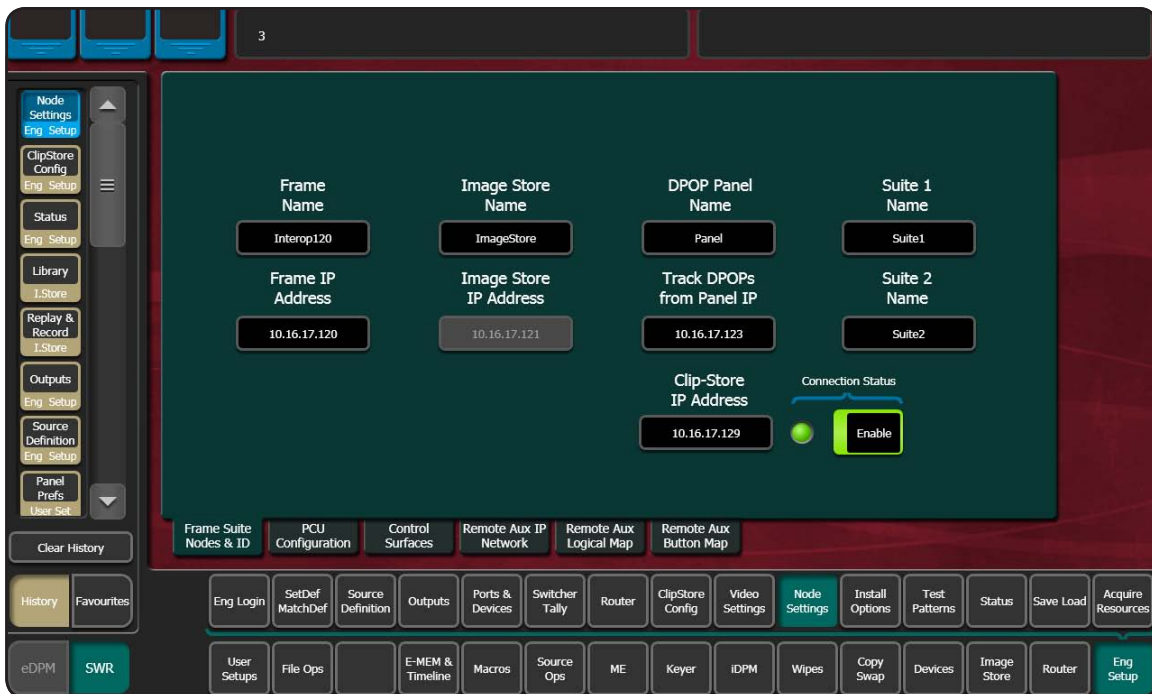 3
Node
Settings
Eng Setup
ClipStore
Config
Eng Setup
Status
Eng Setup
Library
I.Store
Replay &
Record
I.Store
Outputs
Eng Setup
Source
Definition
Eng Setup
Panel
Prefs
User Set
Clear History
History
Favourites
eDPM
SWR
Frame
Name
Interop120
Image Store
Name
ImageStore
DPOP Panel
Name
Panel
Suite 1
Name
Suite1
Frame IP
Address
10.16.17.120
Image Store
IP Address
10.16.17.121
Track DPOPs
from Panel IP
10.16.17.123
Suite 2
Name
Suite2
Clip-Store
IP Address
10.16.17.129
Connection Status
Enable
Frame Suite
Nodes & ID
PCU
Configuration
Control
Surfaces
Remote Aux IP
Network
Remote Aux
Logical Map
Remote Aux
Button Map
Eng Login
SetDef
MatchDef
Source
Definition
Outputs
Ports &
Devices
Switcher
Tally
Router
ClipStore
Config
Video
Settings
Node
Settings
Install
Options
Test
Patterns
Status
Save Load
Acquire
Resources
User
Setups
File Ops
E-MEM &
Timeline
Macros
Source
Ops
ME
Keyer
iDPM
Wipes
Copy
Swap
Devices
Image
Store
Router
Eng
Setup